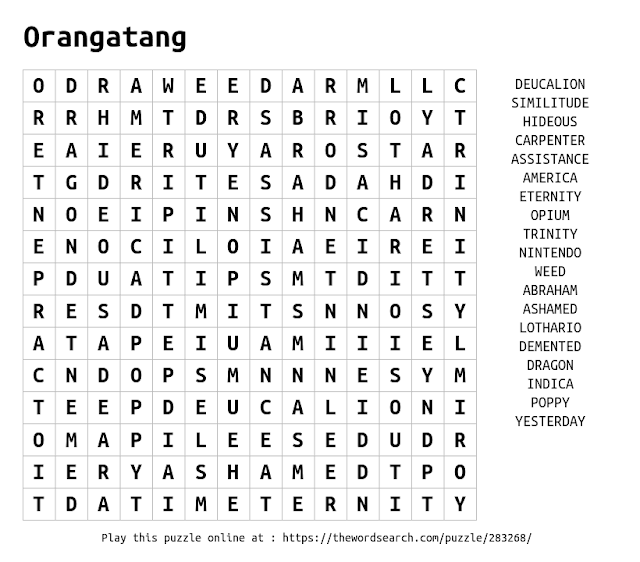 Orangatang
O D R A W E E D A R M L L C
R R H M T D R S B R I O Y T
E A I E R U Y A R O S T A R
T G D R I T E S A D A H D I
N O E I P I N S H N C A R N
E N O C I L O I A E I R E I
P D U A T I P S M T D I T T
R E S D T M I T S N N O S Y
A T A P E I U A M I I I E L
C N D O P S M N N N E S Y M
T E E P D E U C A L I O N I
O M A P I L E E S E D U D R
I E R Y A S H A M E D T P O
T D A T I M E T E R N I T Y
DEUCALION
SIMILITUDE
HIDEOUS
CARPENTER
ASSISTANCE
AMERICA
ETERNITY
OPIUM
TRINITY
NINTENDO
WEED
ABRAHAM
ASHAMED
LOTHARIO
DEMENTED
DRAGON
INDICA
POPPY
YESTERDAY
Play this puzzle online at : https://thewordsearch.com/puzzle/283268/